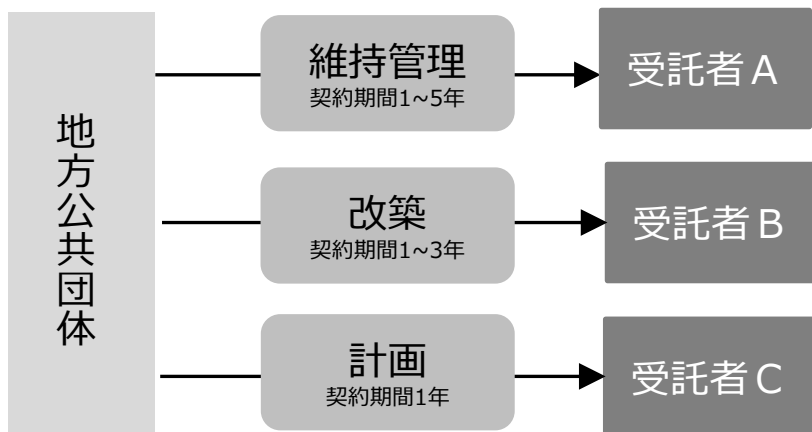 地方公共団体
維持管理
契約期間1~5年
受託者A
改築
契約期間1~3年
受託者B
計画
契約期間1年
受託者C